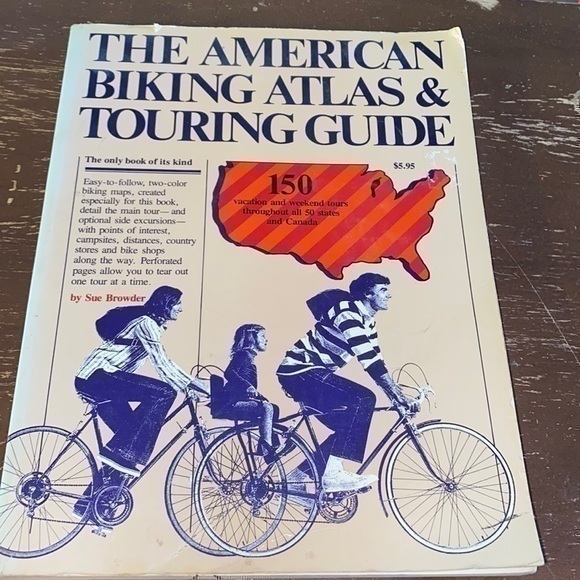 THE AMERICAN
BIKING ATLAS &
TOURING GUIDE
The only book of its kind
Easy-to-follow, two-color
biking maps, created
especially for this book,
detail the main tour—and
optional side excursions—
with points of interest,
campsites, distances, country
stores and bike shops
along the way. Perforated
pages allow you to tear out
one tour at a time.
by Sue Browder
$5.95
150
vacation and weekend tours
throughout all 50 states
and Canada